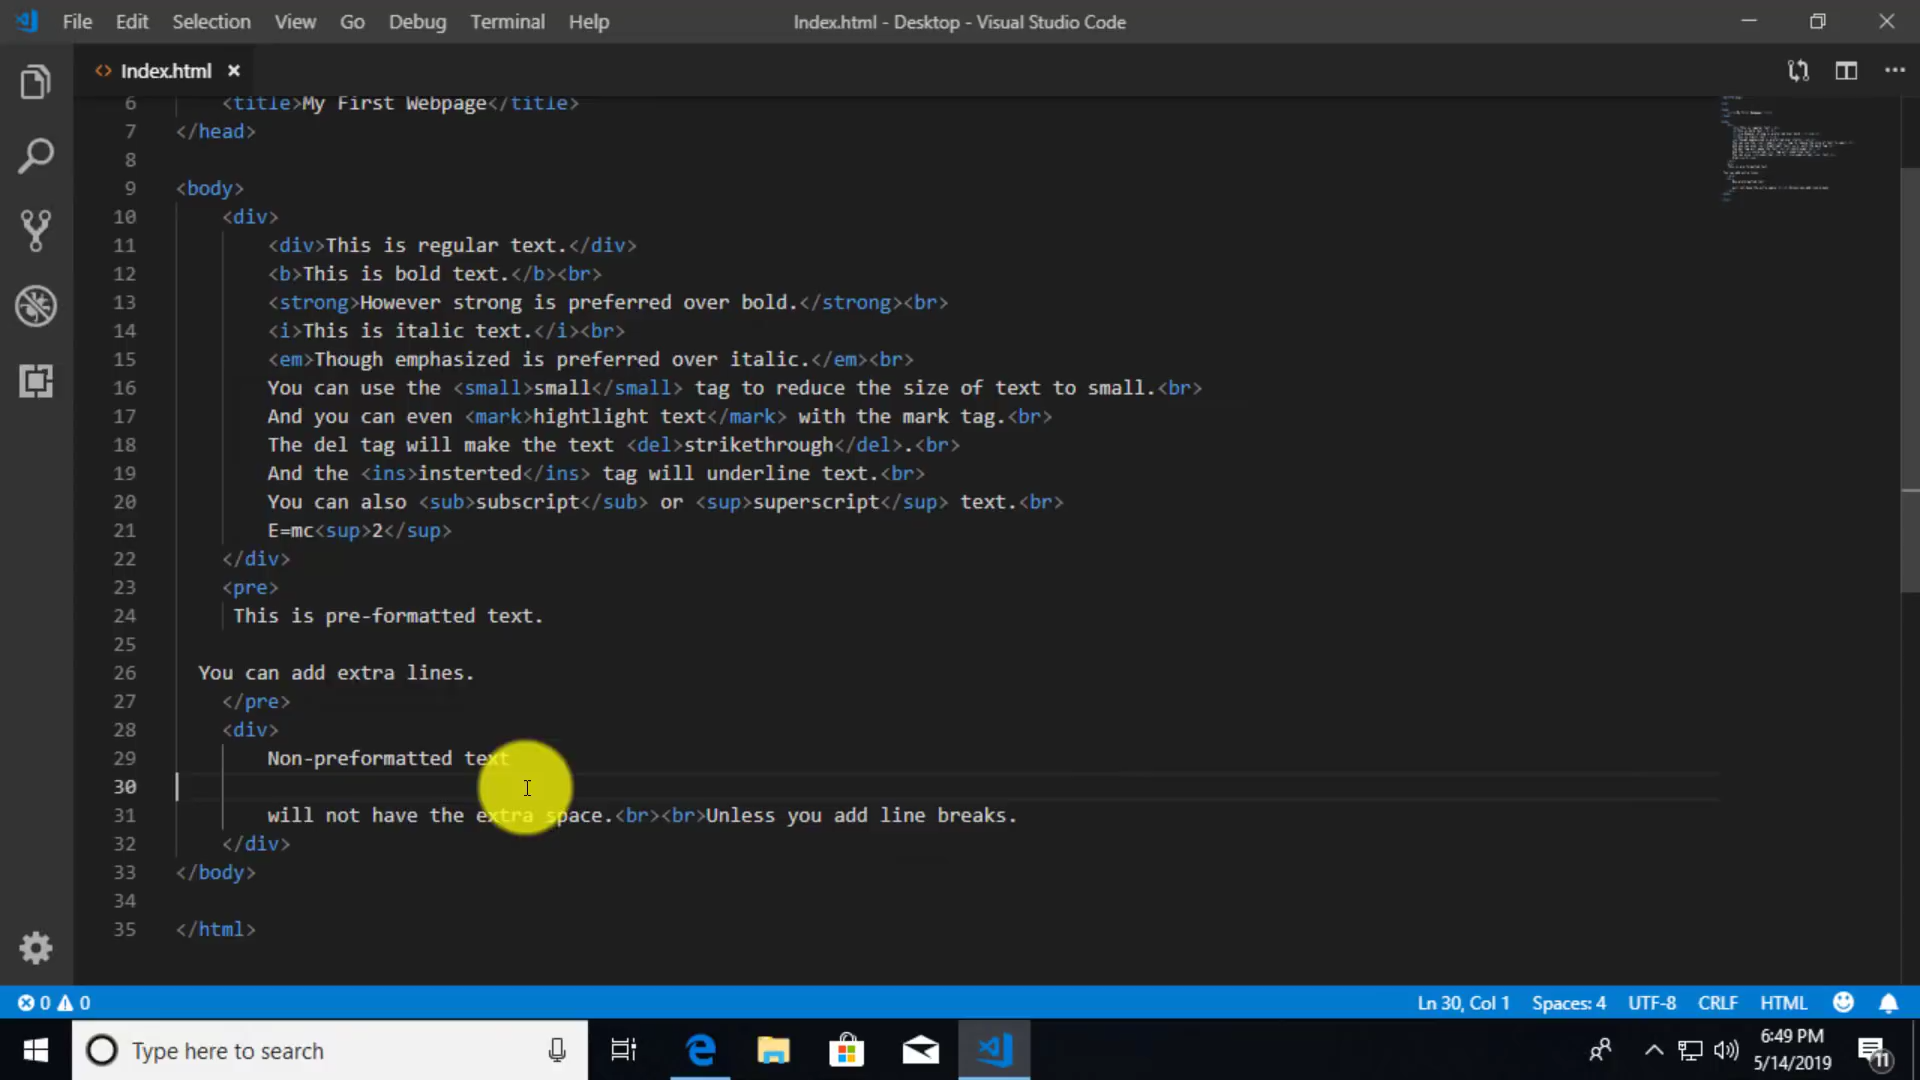 File Edit Selection View Go Debug Terminal Help
Index.html - Desktop - Visual Studio Code
<> Index.html ×
6 <title>My First Webpage</title>
7 </head>
8
9 <body>
10 <div>
11 <div>This is regular text.</div>
12 <b>This is bold text.</b><br>
13 <strong>However strong is preferred over bold.</strong><br>
14 <i>This is italic text.</i><br>
15 <em>Though emphasized is preferred over italic.</em><br>
16 You can use the <small>small</small> tag to reduce the size of text to small.<br>
17 And you can even <mark>hightlight text</mark> with the mark tag.<br>
18 The del tag will make the text <del>strikethrough</del>.<br>
19 And the <ins>insterted</ins> tag will underline text.<br>
20 You can also <sub>subscript</sub> or <sup>superscript</sup> text.<br>
21 E=mc<sup>2</sup>
22 </div>
23 <pre>
24 This is pre-formatted text.
25
26 You can add extra lines.
27 </pre>
28 <div>
29 Non-preformatted text
30
31 will not have the extra space.<br><br>Unless you add line breaks.
32 </div>
33 </body>
34
35 </html>
0 0 Ln 30, Col 1 Spaces: 4 UTF-8 CRLF HTML
Type here to search
6:49 PM
5/14/2019
11